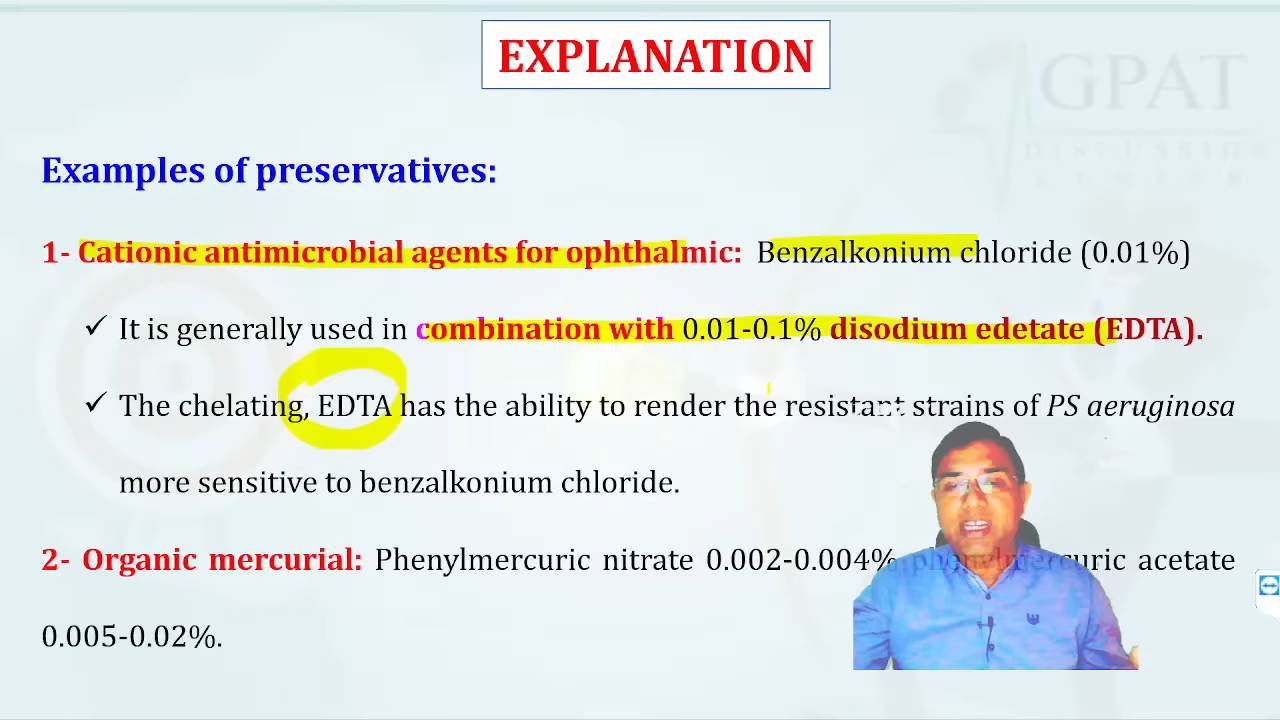 EXPLANATION
GPAT
DISCUSSION
CENTER
Examples of preservatives:
1- Cationic antimicrobial agents for ophthalmic: Benzalkonium chloride (0.01%)
✓ It is generally used in combination with 0.01-0.1% disodium edetate (EDTA).
✓ The chelating, EDTA has the ability to render the resistant strains of PS aeruginosa
more sensitive to benzalkonium chloride.
2- Organic mercurial: Phenylmercuric nitrate 0.002-0.004% phenylmercuric acetate
0.005-0.02%.